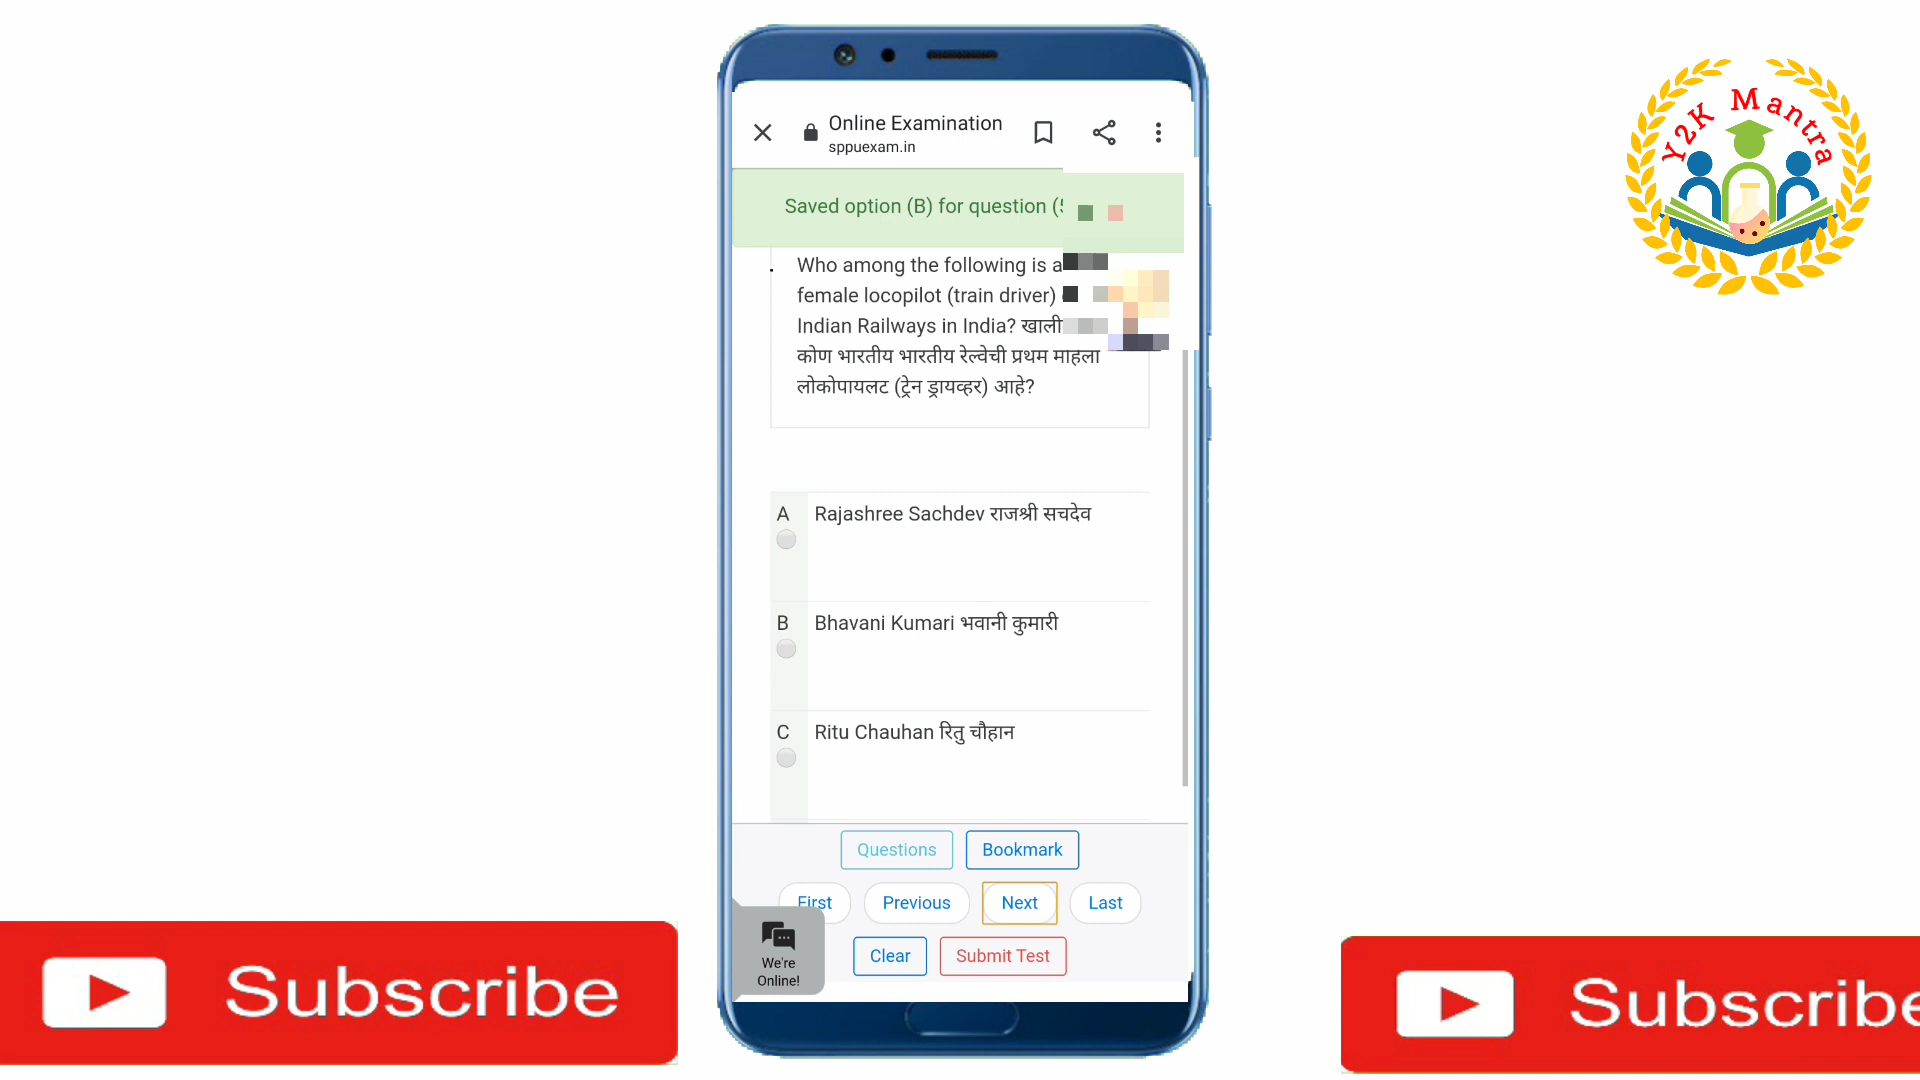 Online Examination
sppuexam.in
Y2K Mantra
Saved option (B) for question (
Who among the following is a
female locopilot (train driver)
Indian Railways in India? खाली
कोण भारतीय भारतीय रेल्वेची प्रथम महिला
लोकोपायलट (ट्रेन ड्रायव्हर) आहे?
A Rajashree Sachdev राजश्री सचदेव
B Bhavani Kumari भवानी कुमारी
C Ritu Chauhan रितु चौहान
Questions Bookmark
First Previous Next Last
Clear Submit Test
We're
Online!
Subscribe
Subscribe